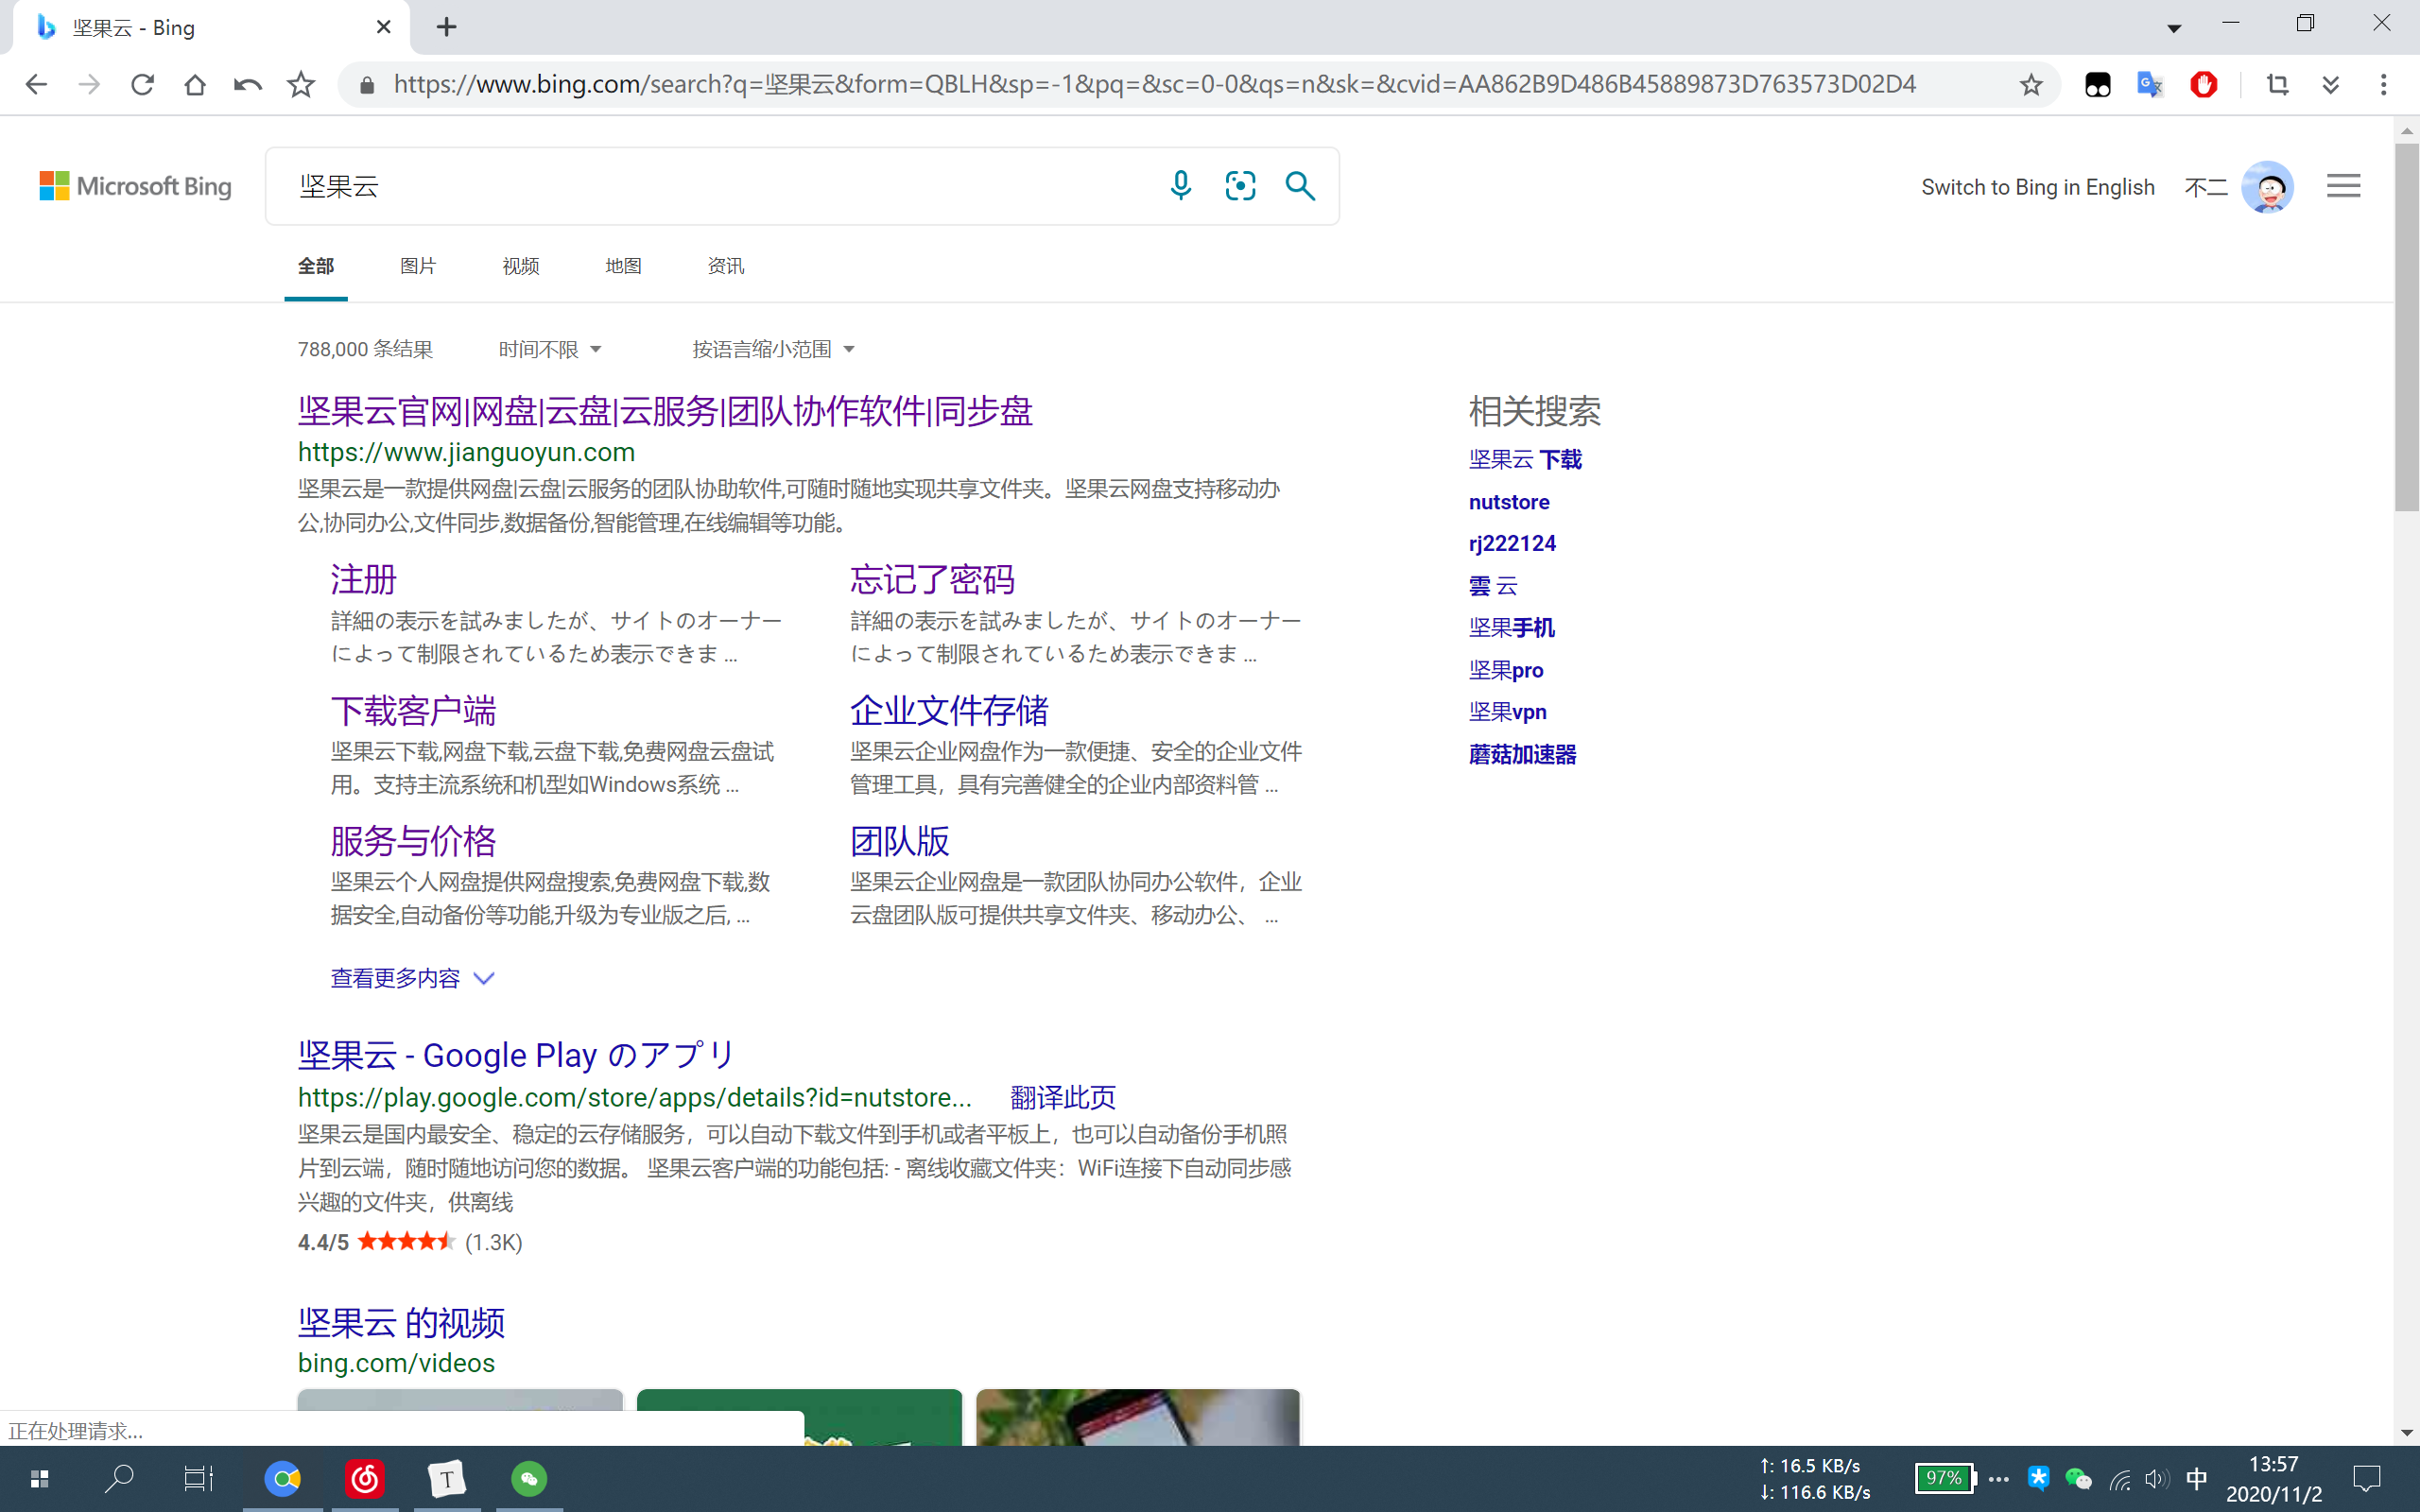 坚果云 - Bing
https://www.bing.com/search?q=坚果云&form=QBLH&sp=-1&pq=&sc=0-0&qs=n&sk=&cvid=AA862B9D486B45889873D763573D02D4
Microsoft Bing
坚果云
Switch to Bing in English
不二
全部
图片
视频
地图
资讯
788,000 条结果
时间不限
按语言缩小范围
坚果云官网|网盘|云盘|云服务|团队协作软件|同步盘
https://www.jianguoyun.com
坚果云是一款提供网盘|云盘|云服务的团队协助软件,可随时随地实现共享文件夹。坚果云网盘支持移动办
公,协同办公,文件同步,数据备份,智能管理,在线编辑等功能。
注册
詳細の表示を試みましたが、サイトのオーナー
によって制限されているため表示できま ...
忘记了密码
詳細の表示を試みましたが、サイトのオーナー
によって制限されているため表示できま ...
下载客户端
坚果云下载,网盘下载,云盘下载,免费网盘云盘试
用。支持主流系统和机型如Windows系统 ...
企业文件存储
坚果云企业网盘作为一款便捷、安全的企业文件
管理工具，具有完善健全的企业内部资料管 ...
服务与价格
坚果云个人网盘提供网盘搜索,免费网盘下载,数
据安全,自动备份等功能,升级为专业版之后, ...
团队版
坚果云企业网盘是一款团队协同办公软件，企业
云盘团队版可提供共享文件夹、移动办公、 ...
查看更多内容
坚果云 - Google Play のアプリ
https://play.google.com/store/apps/details?id=nutstore...
翻译此页
坚果云是国内最安全、稳定的云存储服务，可以自动下载文件到手机或者平板上，也可以自动备份手机照
片到云端，随时随地访问您的数据。 坚果云客户端的功能包括: - 离线收藏文件夹：WiFi连接下自动同步感
兴趣的文件夹，供离线
4.4/5
(1.3K)
坚果云 的视频
bing.com/videos
相关搜索
坚果云 下载
nutstore
rj222124
雲 云
坚果手机
坚果pro
坚果vpn
蘑菇加速器
正在处理请求...
T
↑: 16.5 KB/s
↓: 116.6 KB/s
97%
中
13:57
2020/11/2